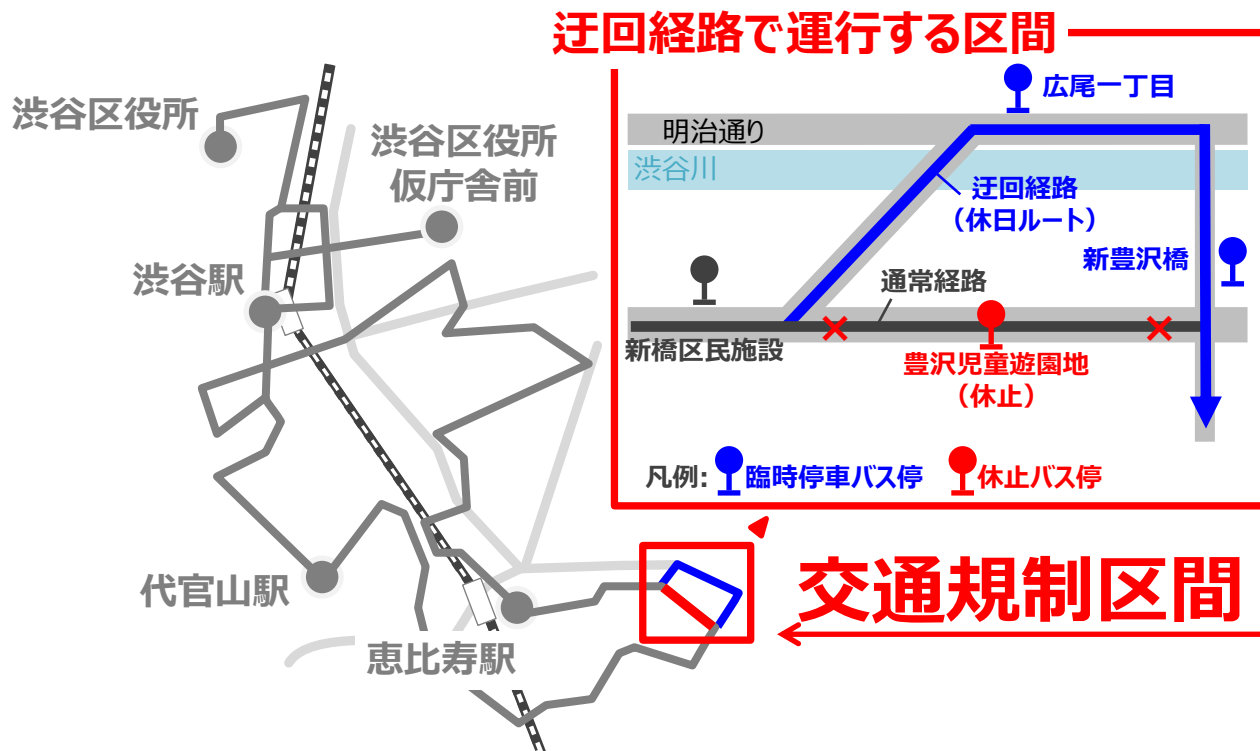 迂回経路で運行する区間
広尾一丁目
明治通り
渋谷川
迂回経路
（休日ルート）
新豊沢橋
通常経路
新橋区民施設
豊沢児童遊園地
（休止）
凡例:
臨時停車バス停
休止バス停
渋谷区役所
渋谷区役所
仮庁舎前
渋谷駅
代官山駅
恵比寿駅
交通規制区間